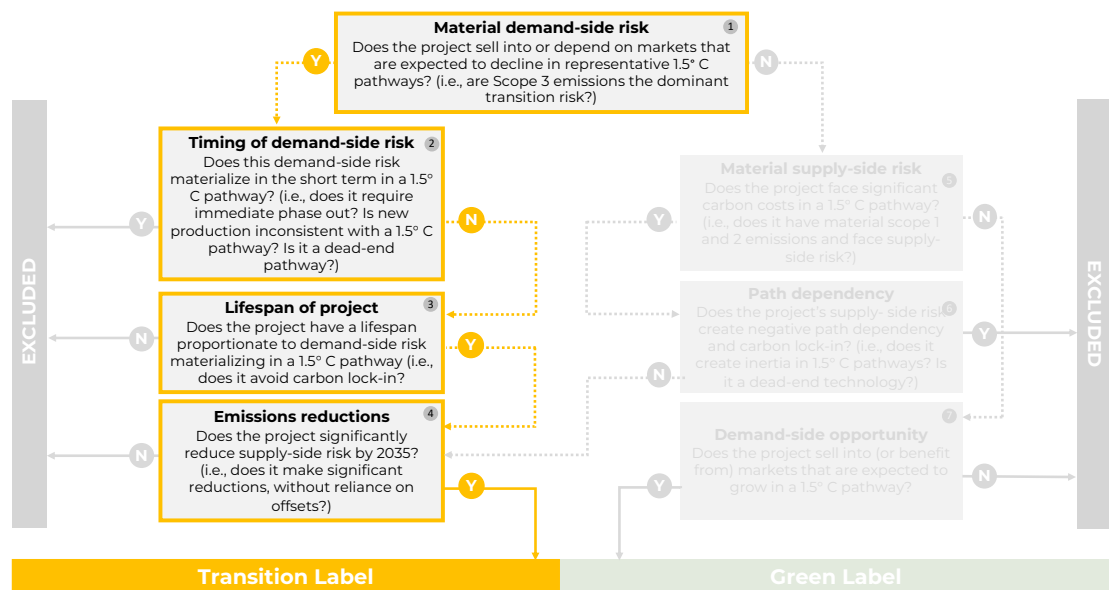 Material demand-side risk
1
Does the project sell into or depend on markets that
are expected to decline in representative 1.5° C
pathways? (i.e., are Scope 3 emissions the dominant
transition risk?)
Y
N
EXCLUDED
Timing of demand-side risk
2
Does this demand-side risk
materialize in the short term in a 1.5°
C pathway? (i.e., does it require
immediate phase out? Is new
production inconsistent with a 1.5° C
pathway? Is it a dead-end
pathway?)
Y
N
Lifespan of project
3
Does the project have a lifespan
proportionate to demand-side risk
materializing in a 1.5° C pathway (i.e.,
does it avoid carbon lock-in?
N
Y
Emissions reductions
4
Does the project significantly
reduce supply-side risk by 2035?
(i.e., does it make significant
reductions, without reliance on
offsets?)
N
Y
Material supply-side risk
5
Does the project face significant
carbon costs in a 1.5° C pathway?
(i.e., does it have material scope 1
and 2 emissions and face supply-
side risk?)
Y
N
Path dependency
6
Does the project's supply- side risk
create negative path dependency
and carbon lock-in? (i.e., does it
create inertia in 1.5° C pathways? Is
it a dead-end technology?)
N
Y
7
Demand-side opportunity
Does the project sell into (or benefit
from) markets that are expected to
grow in a 1.5° C pathway?
Y
N
EXCLUDED
Transition Label
Green Label